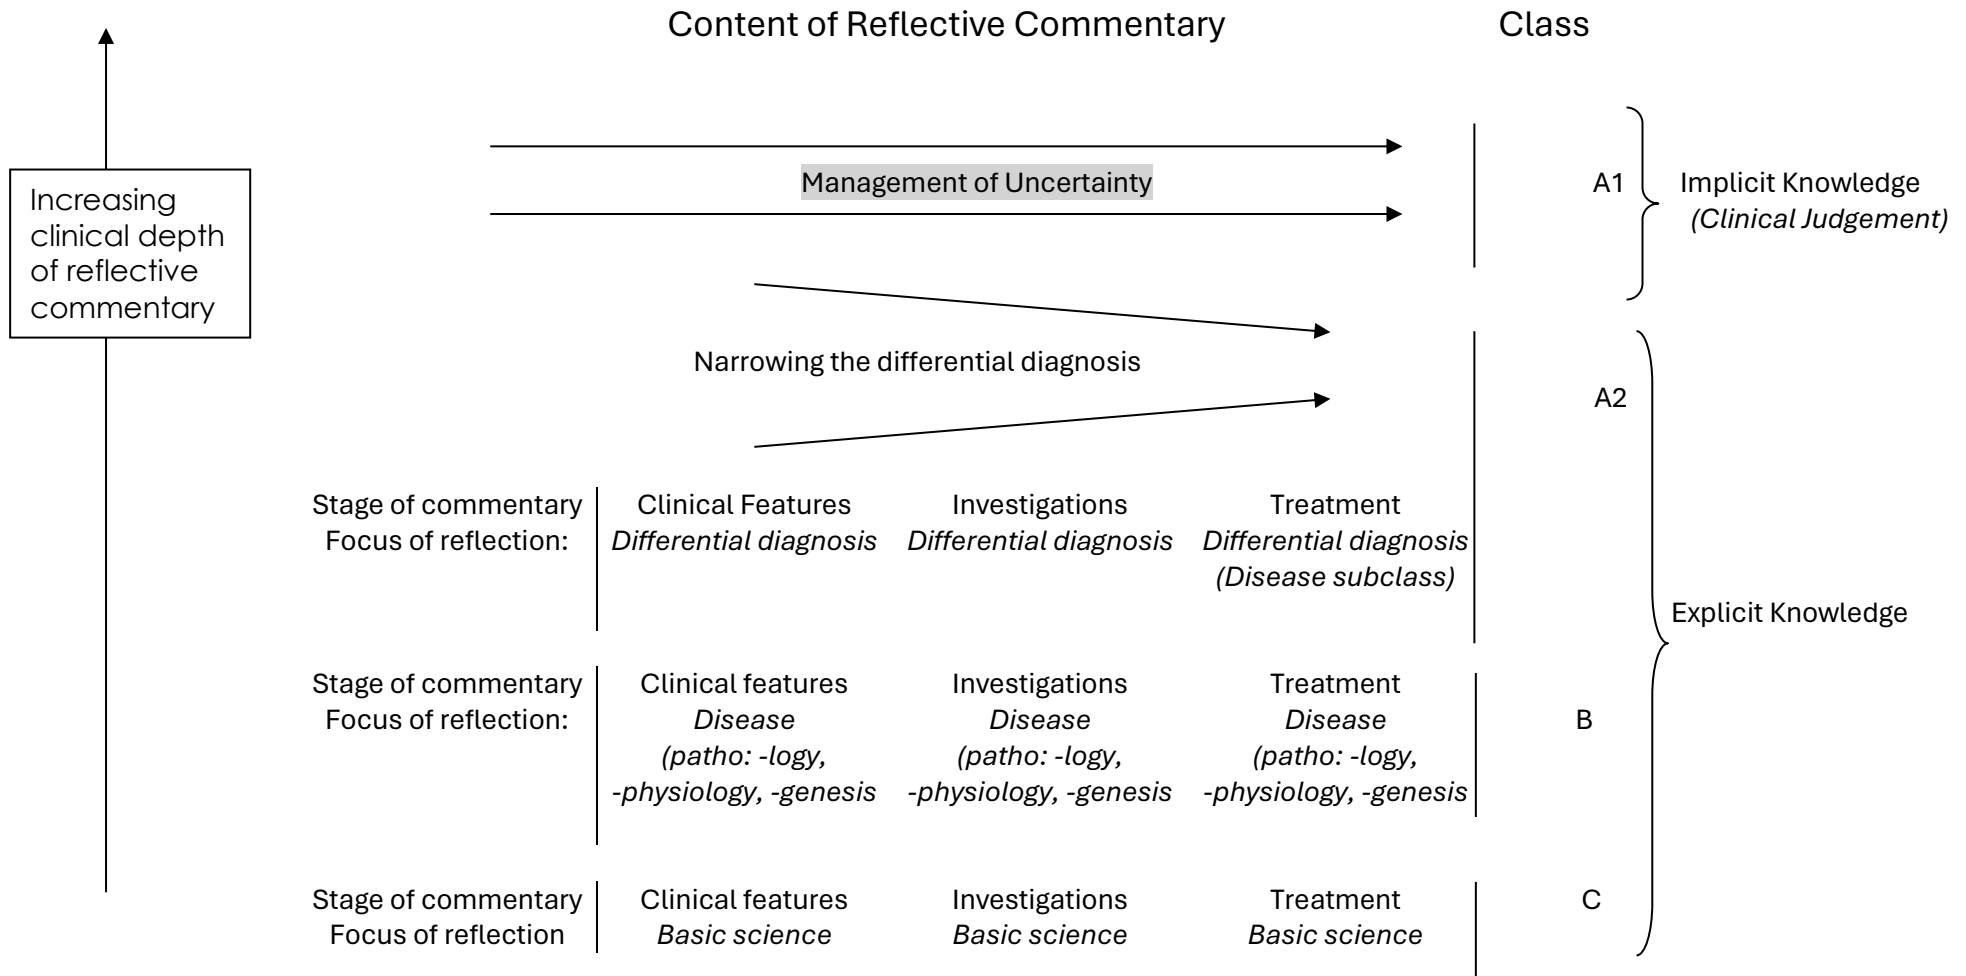 Content of Reflective Commentary Class
Increasing
clinical depth
of reflective
commentary
Management of Uncertainty A1 Implicit Knowledge
(Clinical Judgement)
Narrowing the differential diagnosis
A2
Stage of commentary Clinical Features Investigations Treatment
Focus of reflection: Differential diagnosis Differential diagnosis Differential diagnosis
(Disease subclass)
Explicit Knowledge
Stage of commentary Clinical features Investigations Treatment
Focus of reflection: Disease Disease Disease B
(patho: -logy, (patho: -logy, (patho: -logy,
-physiology, -genesis -physiology, -genesis -physiology, -genesis
Stage of commentary Clinical features Investigations Treatment C
Focus of reflection Basic science Basic science Basic science